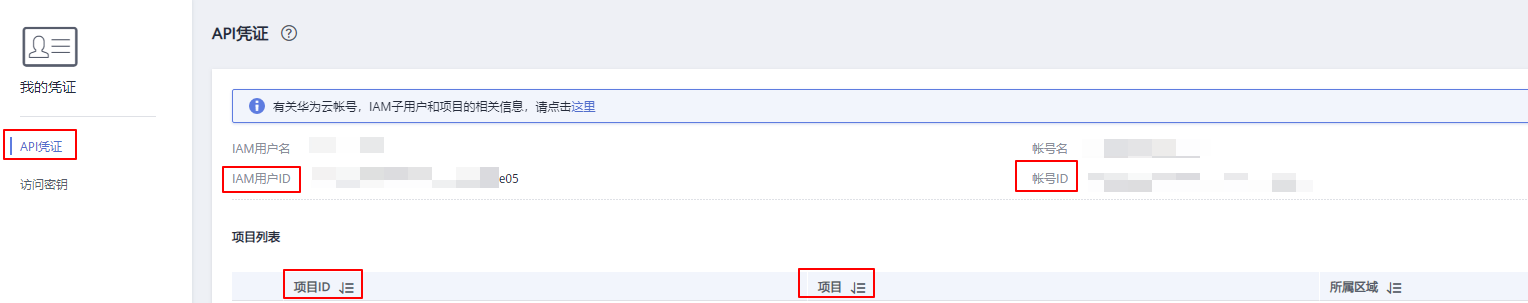 我的凭证
API凭证
访问密钥
API凭证 ?
有关华为云帐号，IAM子用户和项目的相关信息，请点击这里
IAM用户名
帐号名
IAM用户ID e05
帐号ID
项目列表
项目ID 项目 所属区域